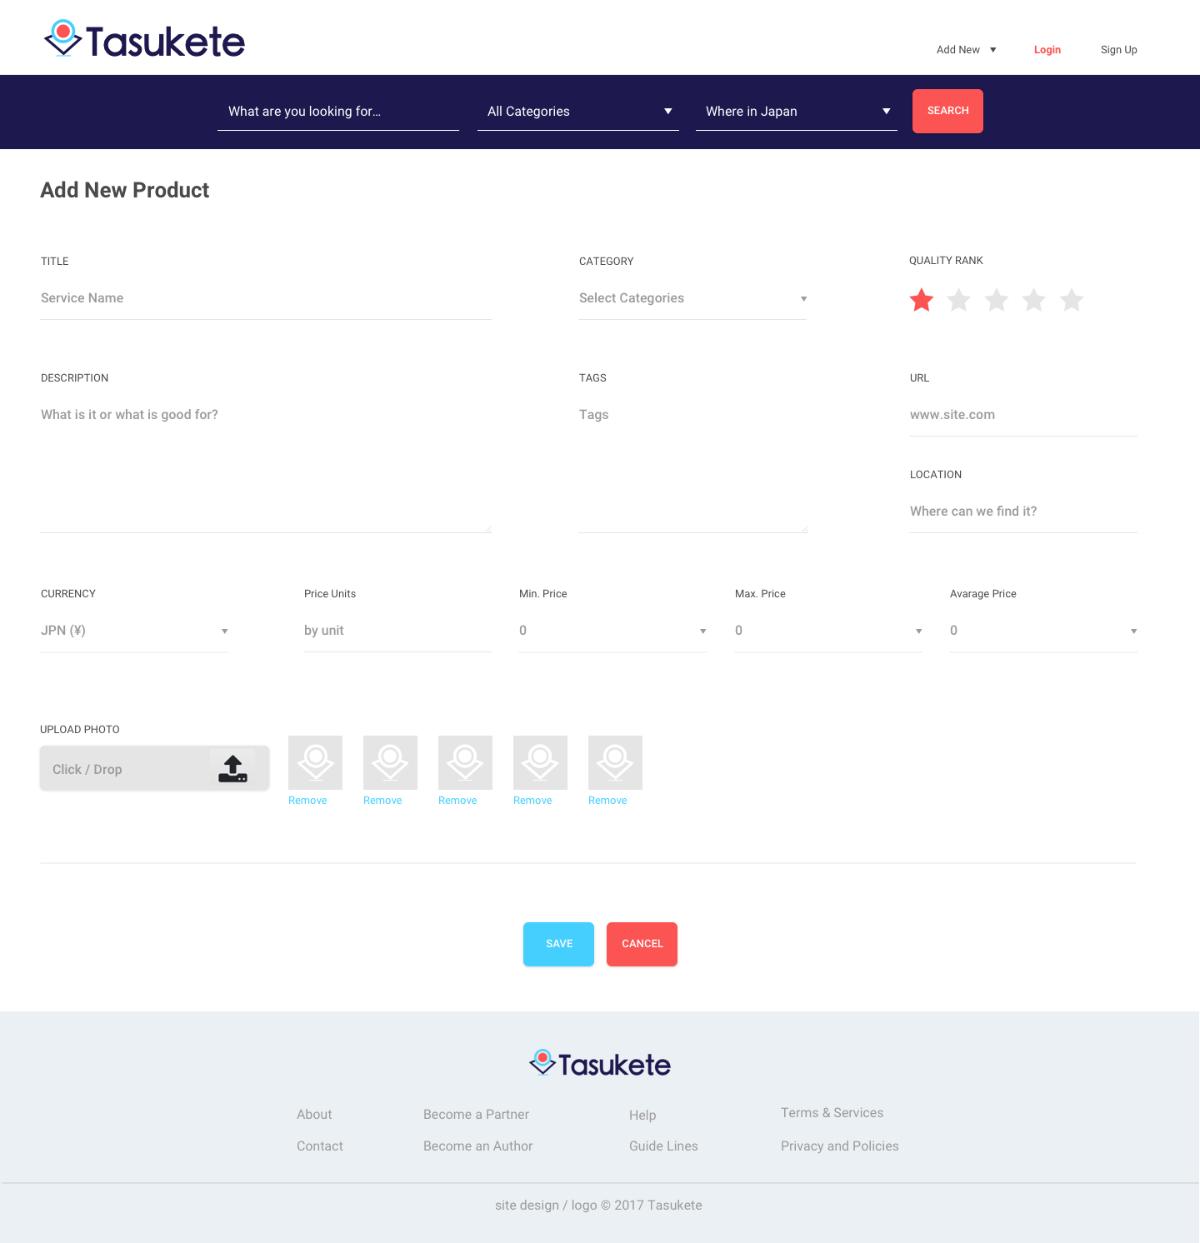 Tasukete
Add New
Login
Sign Up
What are you looking for...
All Categories
Where in Japan
SEARCH
Add New Product
TITLE
CATEGORY
QUALITY RANK
Service Name
Select Categories
DESCRIPTION
TAGS
URL
What is it or what is good for?
Tags
www.site.com
LOCATION
Where can we find it?
CURRENCY
Price Units
Min. Price
Max. Price
Avarage Price
JPN (¥)
by unit
0
0
0
UPLOAD PHOTO
Click / Drop
Remove
Remove
Remove
Remove
Remove
SAVE
CANCEL
Tasukete
About
Become a Partner
Help
Terms & Services
Contact
Become an Author
Guide Lines
Privacy and Policies
site design / logo © 2017 Tasukete